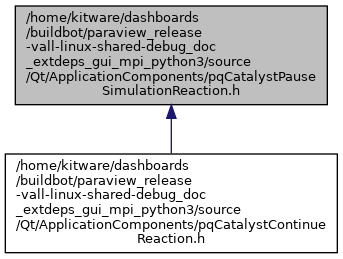 /home/kitware/dashboards
/buildbot/paraview_release
-vall-linux-shared-debug_doc
_extdeps_gui_mpi_python3/source
/Qt/ApplicationComponents/pqCatalystPause
SimulationReaction.h
/home/kitware/dashboards
/buildbot/paraview_release
-vall-linux-shared-debug_doc
_extdeps_gui_mpi_python3/source
/Qt/ApplicationComponents/pqCatalystContinue
Reaction.h